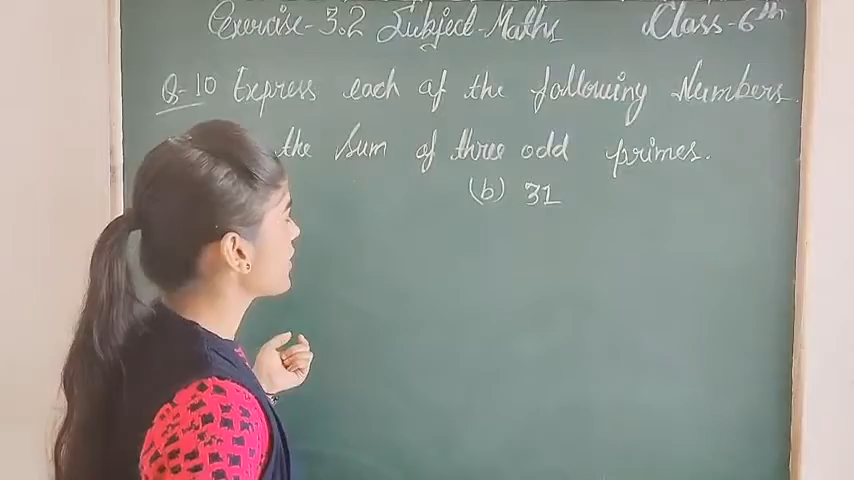 Exercise-3.2 Subject-Maths Class-6th
Q-10 Express each of the following Numbers.
the Sum of three odd primes.
(b) 31